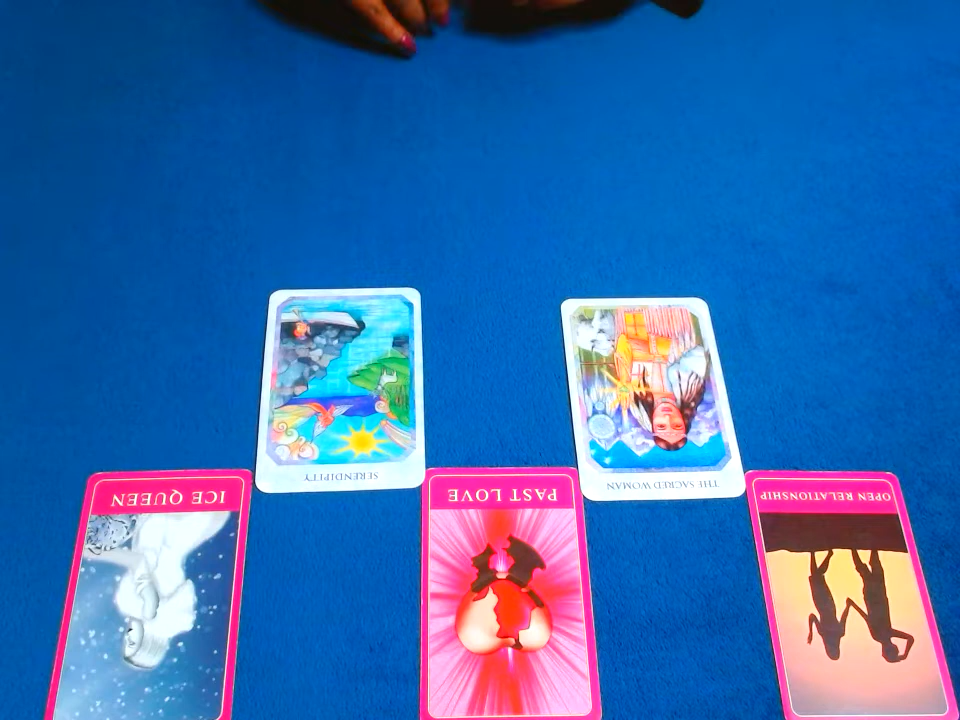 SERENDIPITY
THE SACRED WOMAN
ICE QUEEN
PAST LOVE
OPEN RELATIONSHIP